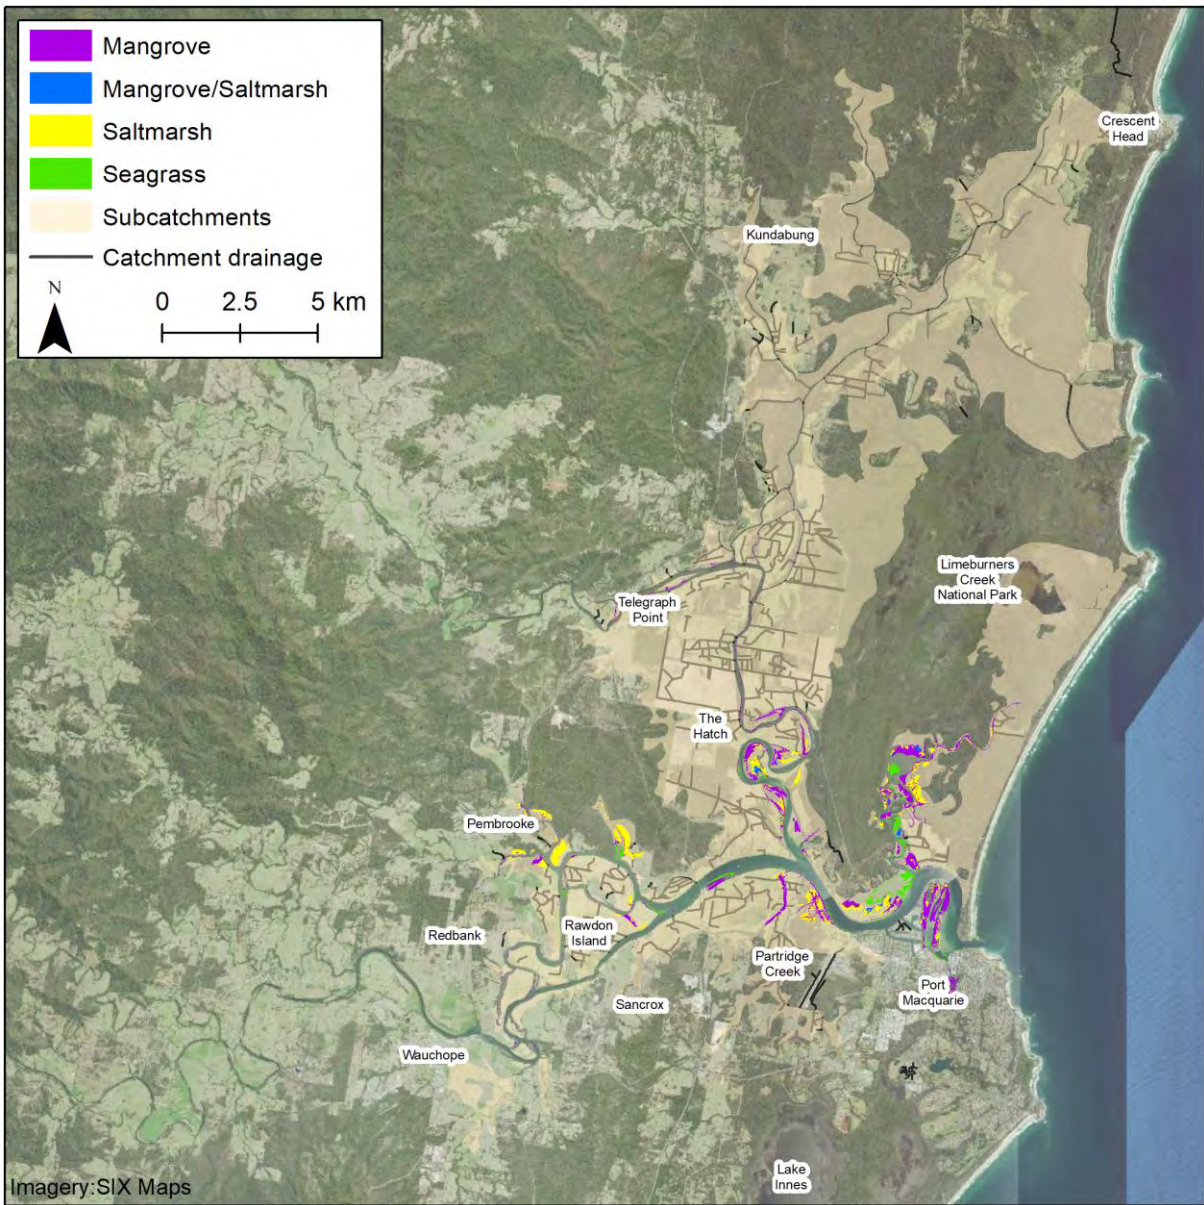 Mangrove
Mangrove/Saltmarsh
Saltmarsh
Seagrass
Subcatchments
Catchment drainage
N
0 2.5 5 km
Crescent
Head
Kundabung
Limeburners
Creek
National Park
Telegraph
Point
The
Hatch
Pembrooke
Redbank
Rawdon
Island
Partridge
Creek
Sancrox
Port
Macquarie
Wauchope
Lake
Innes
Imagery:SIX Maps